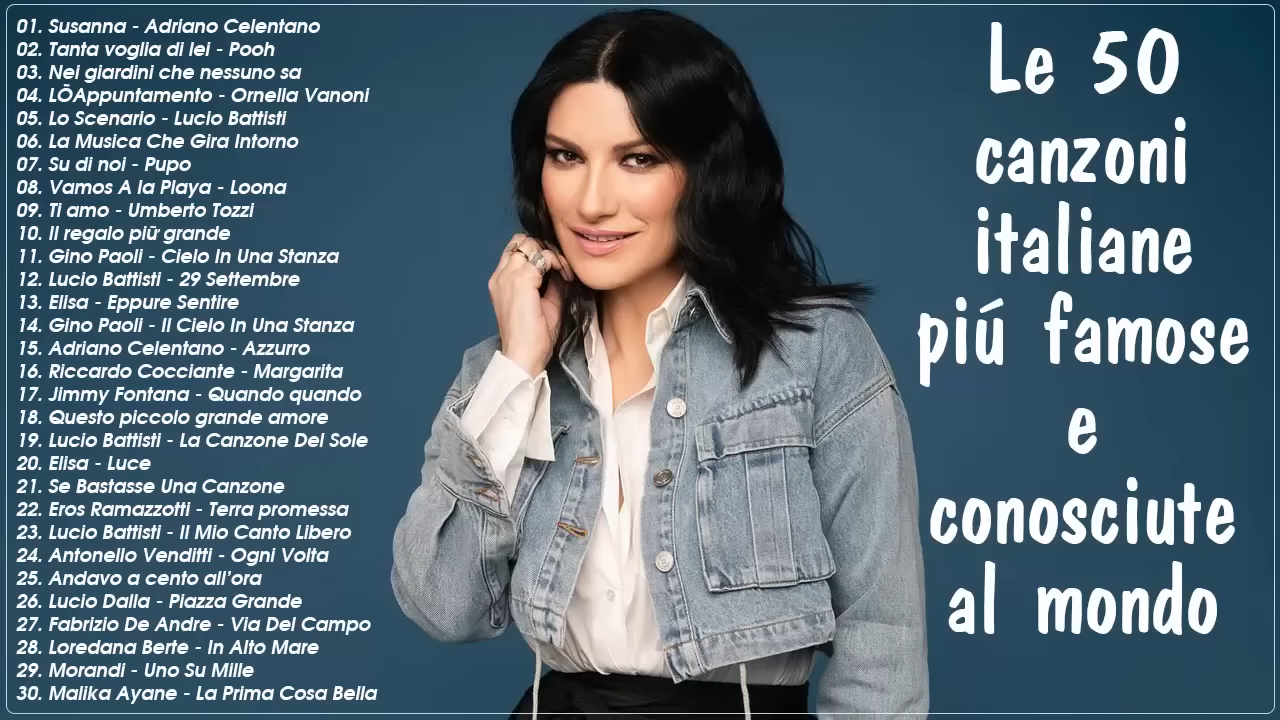 01. Susanna - Adriano Celentano
02. Tanta voglia di lei - Pooh
03. Nei giardini che nessuno sa
04. LÕAppuntamento - Ornella Vanoni
05. Lo Scenario - Lucio Battisti
06. La Musica Che Gira Intorno
07. Su di noi - Pupo
08. Vamos A la Playa - Loona
09. Ti amo - Umberto Tozzi
10. Il regalo più grande
11. Gino Paoli - Cielo In Una Stanza
12. Lucio Battisti - 29 Settembre
13. Elisa - Eppure Sentire
14. Gino Paoli - Il Cielo In Una Stanza
15. Adriano Celentano - Azzurro
16. Riccardo Cocciante - Margarita
17. Jimmy Fontana - Quando quando
18. Questo piccolo grande amore
19. Lucio Battisti - La Canzone Del Sole
20. Elisa - Luce
21. Se Bastasse Una Canzone
22. Eros Ramazzotti - Terra promessa
23. Lucio Battisti - Il Mio Canto Libero
24. Antonello Venditti - Ogni Volta
25. Andavo a cento all’ora
26. Lucio Dalla - Piazza Grande
27. Fabrizio De Andre - Via Del Campo
28. Loredana Berte - In Alto Mare
29. Morandi - Uno Su Mille
30. Malika Ayane - La Prima Cosa Bella
Le 50
canzoni
italiane
piú famose
e
conosciute
al mondo